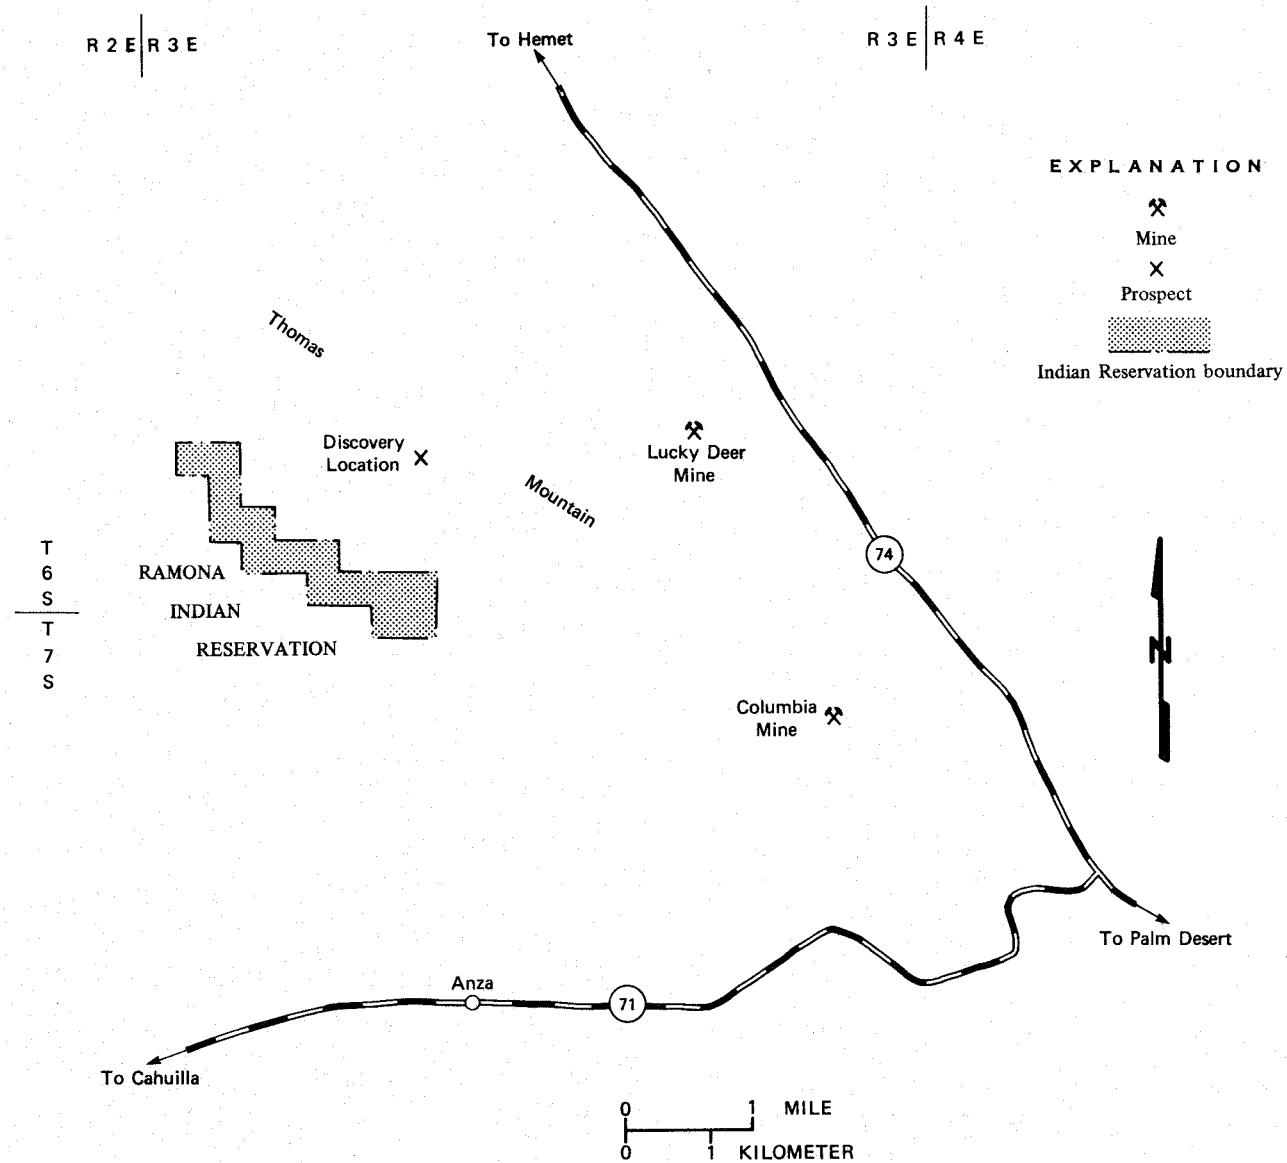 R 2 E R 3 E
To Hemet
R 3 E R 4 E
EXPLANATION
Mine
Prospect
Indian Reservation boundary
Thomas
Mountain
Discovery
Location
Lucky Deer
Mine
74
T
6
S
T
7
S
RAMONA
INDIAN
RESERVATION
N
Columbia
Mine
To Palm Desert
Anza
71
To Cahuilla
0 1 MILE
0 1 KILOMETER